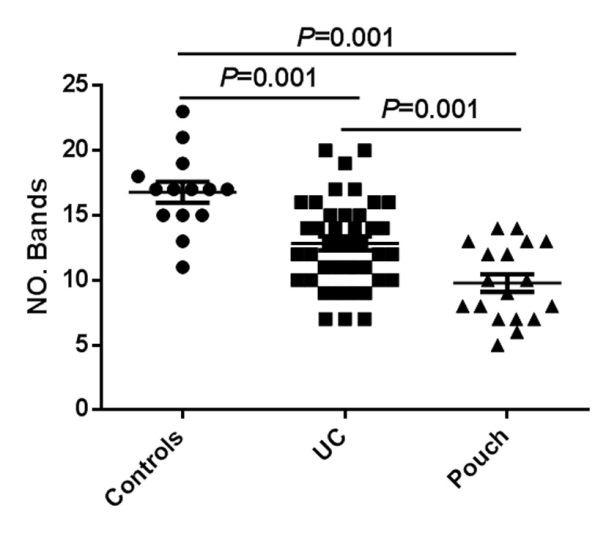 P=0.001
P=0.001
P=0.001
25
20
15
10
5
0
NO. Bands
Controls
UC
Pouch